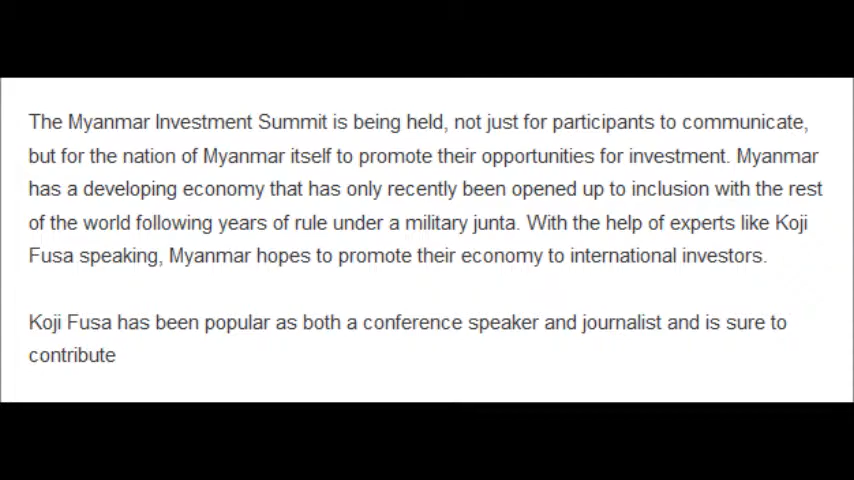 The Myanmar Investment Summit is being held, not just for participants to communicate,
but for the nation of Myanmar itself to promote their opportunities for investment. Myanmar
has a developing economy that has only recently been opened up to inclusion with the rest
of the world following years of rule under a military junta. With the help of experts like Koji
Fusa speaking, Myanmar hopes to promote their economy to international investors.
Koji Fusa has been popular as both a conference speaker and journalist and is sure to
contribute